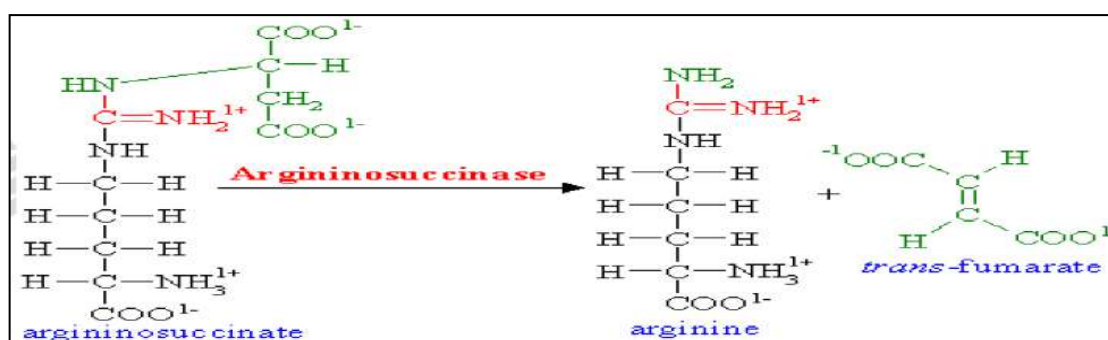 COO¹⁻
HN C—H
CH₂
C=NH₂¹⁺ COO¹⁻
NH
H—C—H
H—C—H
H—C—H
H—C—NH₃¹⁺
COO¹⁻
argininosuccinate
Argininosuccinase
NH₂
C=NH₂¹⁺
NH
H—C—H
H—C—H
H—C—H
H—C—NH₃¹⁺
COO¹⁻
arginine
+
⁻¹OOC H
C
C
H COO¹
trans-fumarate